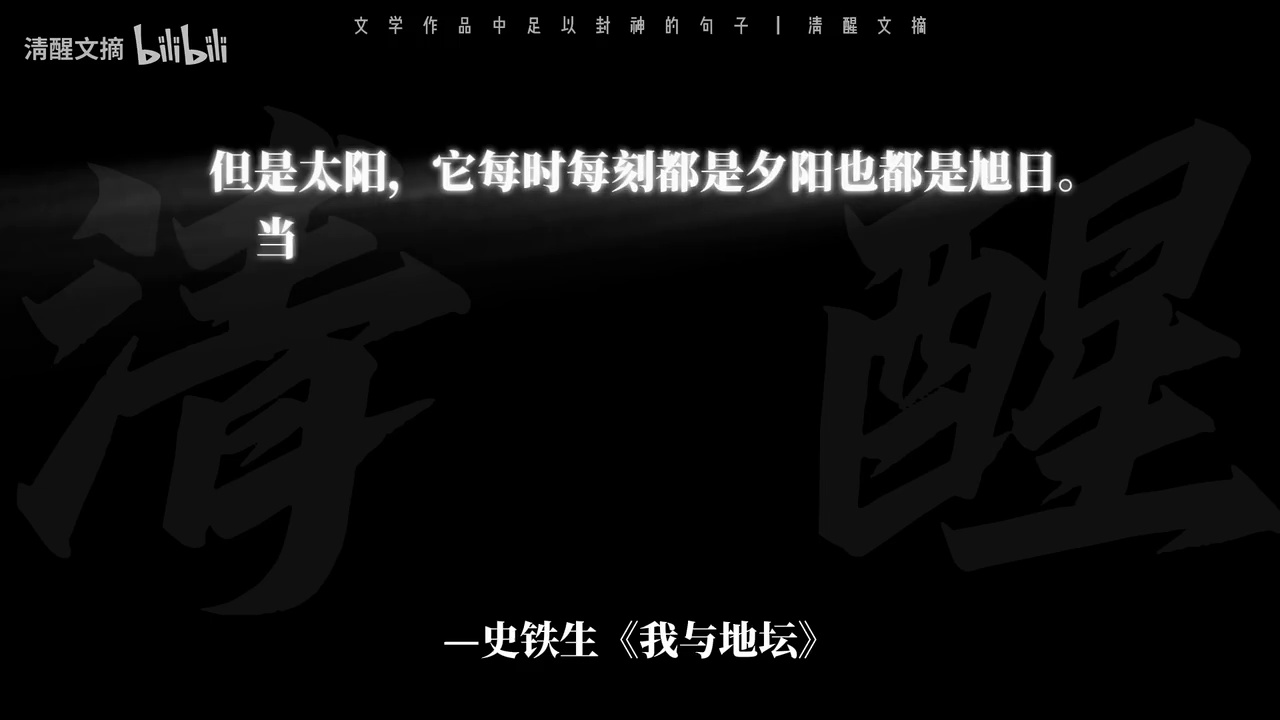 文学作品中足以封神的句子 | 清醒文摘
清醒文摘 bilibili
但是太阳，它每时每刻都是夕阳也都是旭日。
当
清醒
—史铁生《我与地坛》